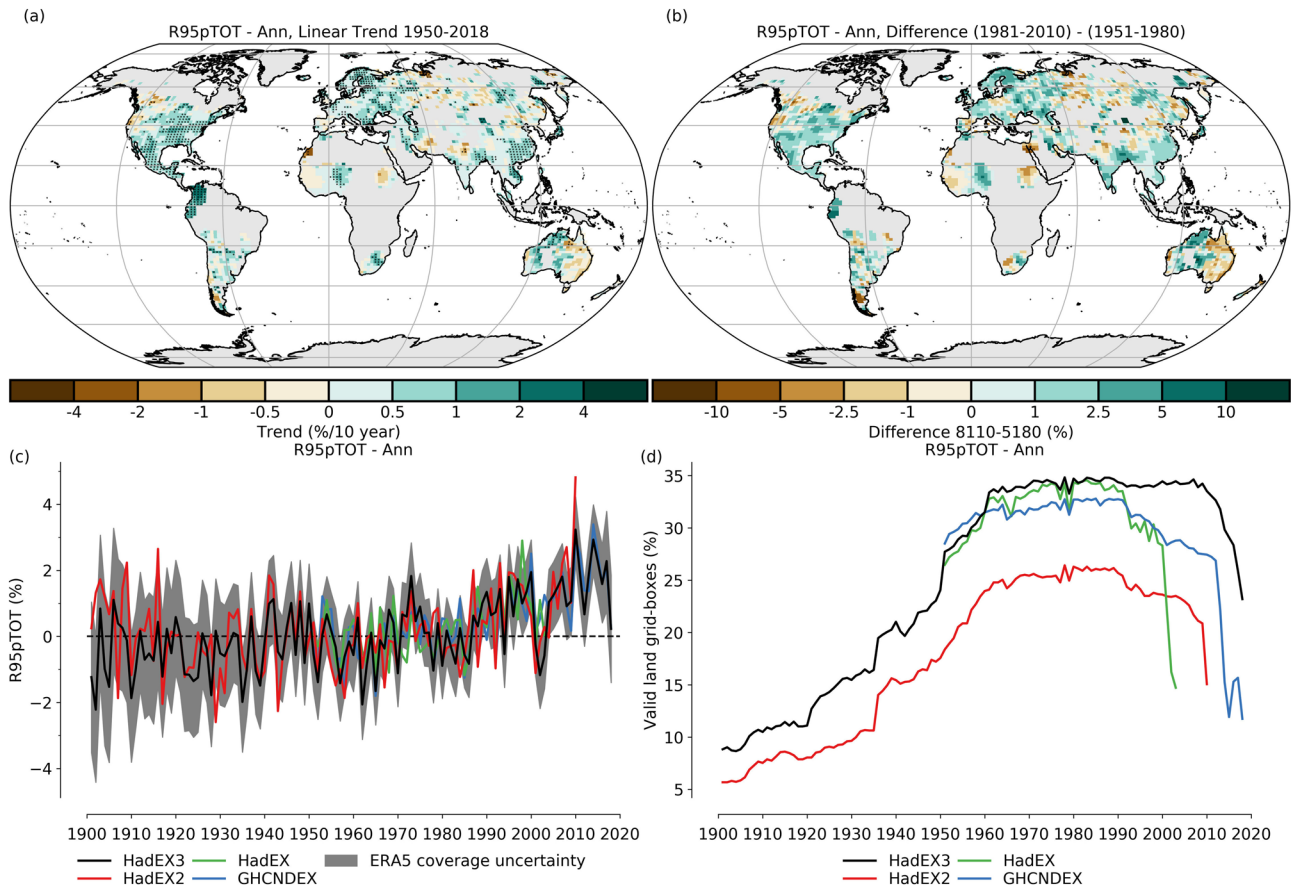 (a)
R95pTOT - Ann, Linear Trend 1950-2018
-4 -2 -1 -0.5 0 0.5 1 2 4
Trend (%/10 year)
(b)
R95pTOT - Ann, Difference (1981-2010) - (1951-1980)
-10 -5 -2.5 -1 0 1 2.5 5 10
Difference 8110-5180 (%)
(c)
R95pTOT - Ann
R95pTOT (%)
4
2
0
−2
−4
1900 1910 1920 1930 1940 1950 1960 1970 1980 1990 2000 2010 2020
HadEX3 HadEX ERA5 coverage uncertainty
HadEX2 GHCNDEX
(d)
R95pTOT - Ann
Valid land grid-boxes (%)
35
30
25
20
15
10
5
1900 1910 1920 1930 1940 1950 1960 1970 1980 1990 2000 2010 2020
HadEX3 HadEX
HadEX2 GHCNDEX